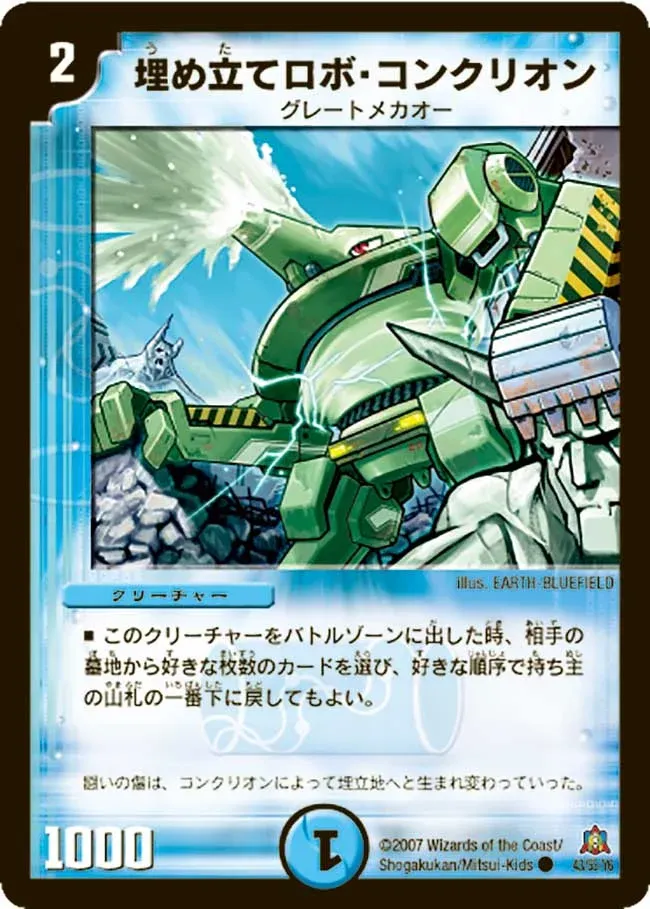 2
埋め立てロボ・コンクリオン
グレートメカオー
illus. EARTH-BLUEFIELD
クリーチャー
■ このクリーチャーをバトルゾーンに出した時、相手の
墓地から好きな枚数のカードを選び、好きな順序で持ち主
の山札の一番下に戻してもよい。
闘いの傷は、コンクリオンによって埋立地へと生まれ変わっていった。
1000
1
©2007 Wizards of the Coast/
Shogakukan/Mitsui-Kids